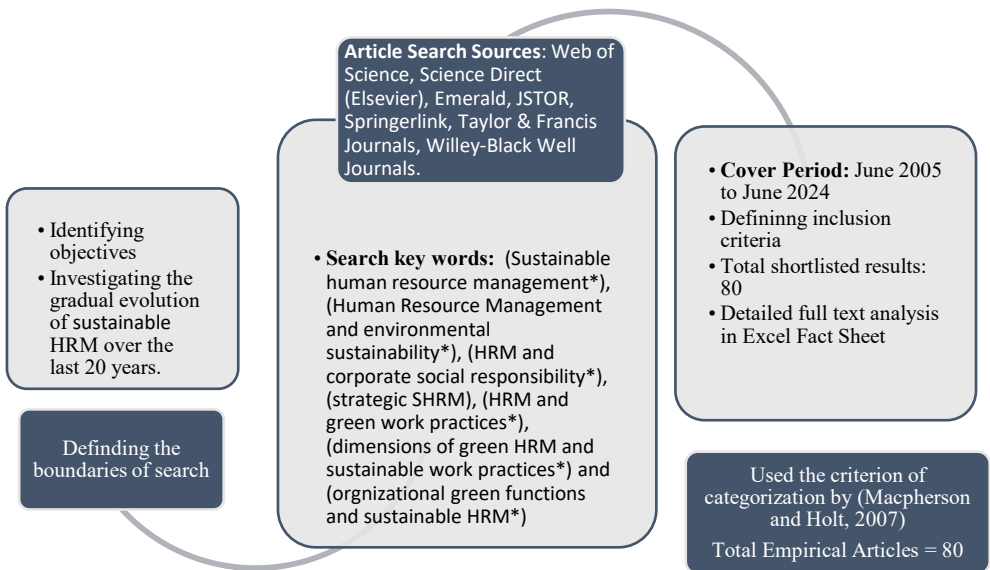 • Identifying
objectives
• Investigating the
gradual evolution
of sustainable
HRM over the
last 20 years.
Definding the
boundaries of search
Article Search Sources: Web of
Science, Science Direct
(Elsevier), Emerald, JSTOR,
Springerlink, Taylor & Francis
Journals, Willey-Black Well
Journals.
• Search key words: (Sustainable
human resource management*),
(Human Resource Management
and environmental
sustainability*), (HRM and
corporate social responsibility*),
(strategic SHRM), (HRM and
green work practices*),
(dimensions of green HRM and
sustainable work practices*) and
(orgnizational green functions
and sustainable HRM*)
• Cover Period: June 2005
to June 2024
• Defininng inclusion
criteria
• Total shortlisted results:
80
• Detailed full text analysis
in Excel Fact Sheet
Used the criterion of
categorization by (Macpherson
and Holt, 2007)
Total Empirical Articles = 80